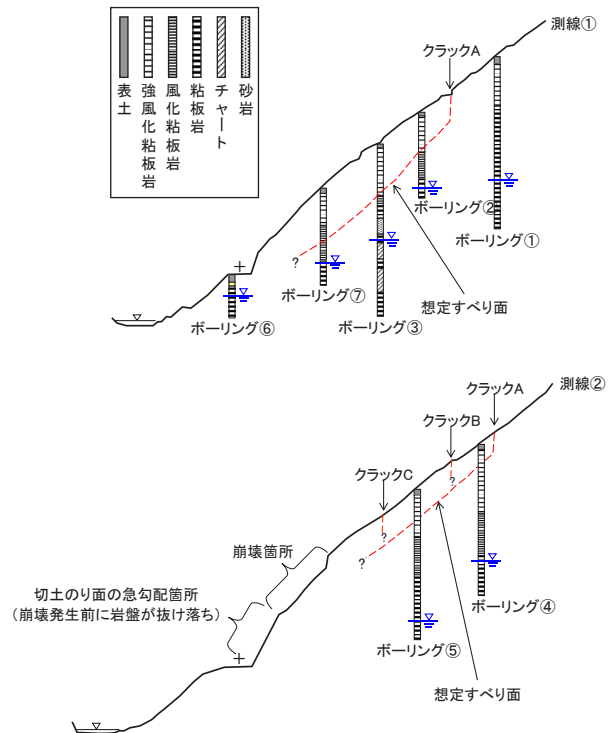 表土
強風化粘板岩
風化粘板岩
粘板岩
チャート
砂岩
測線①
クラックA
ボーリング②
ボーリング①
?
ボーリング⑦
想定すべり面
ボーリング⑥
ボーリング③
測線②
クラックA
クラックB
クラックC
?
?
?
崩壊箇所
切土のり面の急勾配箇所
(崩壊発生前に岩盤が抜け落ち)
ボーリング④
ボーリング⑤
想定すべり面